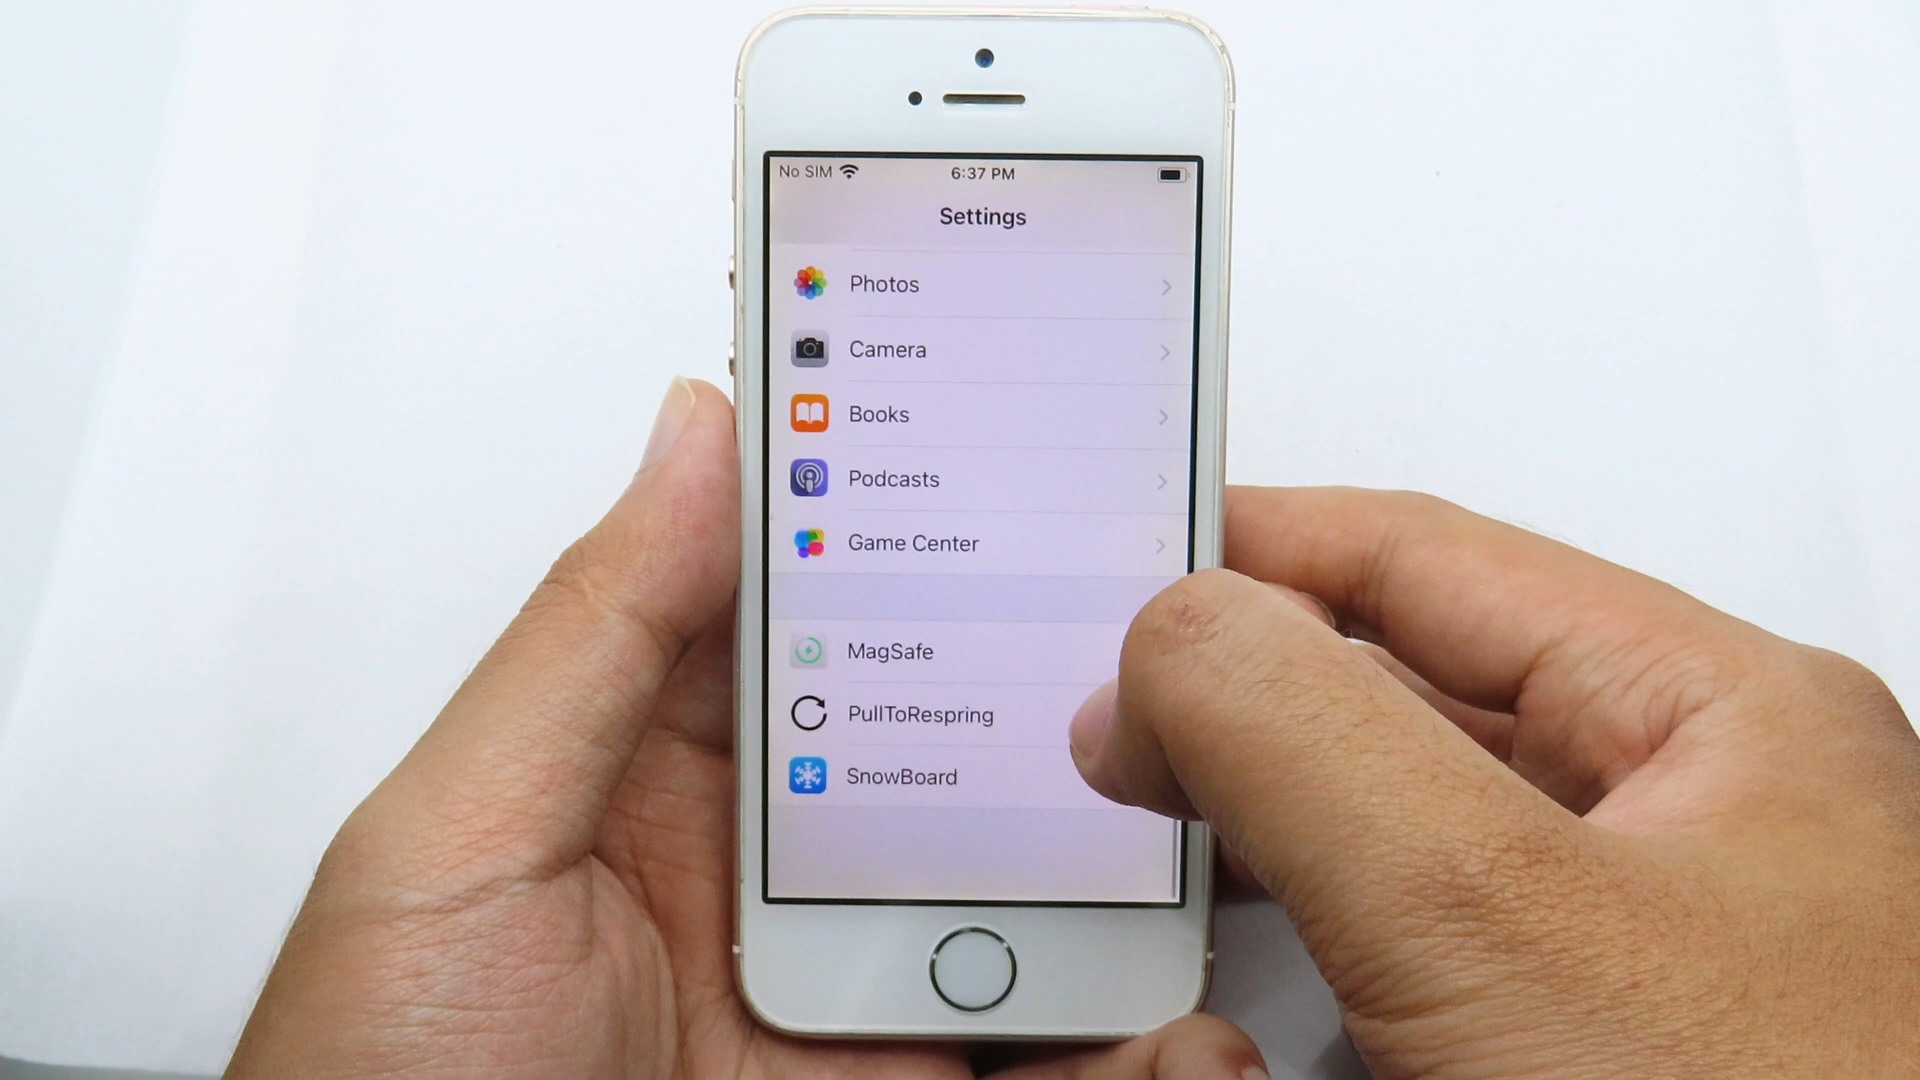 No SIM 6:37 PM
Settings
Photos
Camera
Books
Podcasts
Game Center
MagSafe
PullToRespring
SnowBoard